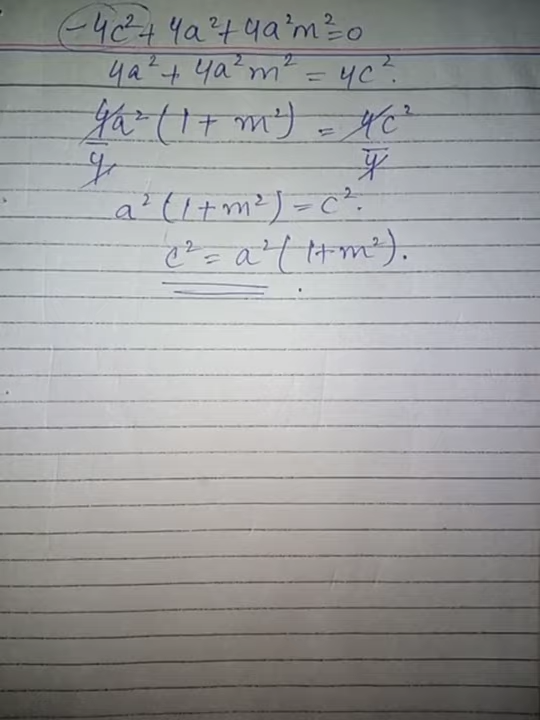 -4c²+ 4a²+ 4a²m²=0
4a²+ 4a²m² = 4c².
4a² (1+ m²) = 4c²
4 4
a² (1+m²) = c².
c² = a² (1+m²).